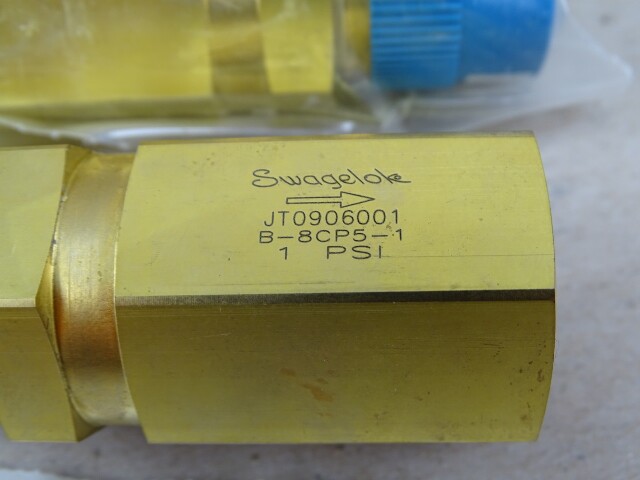 Swagelok
JT0906001
B-8CP5-1
1 PSI